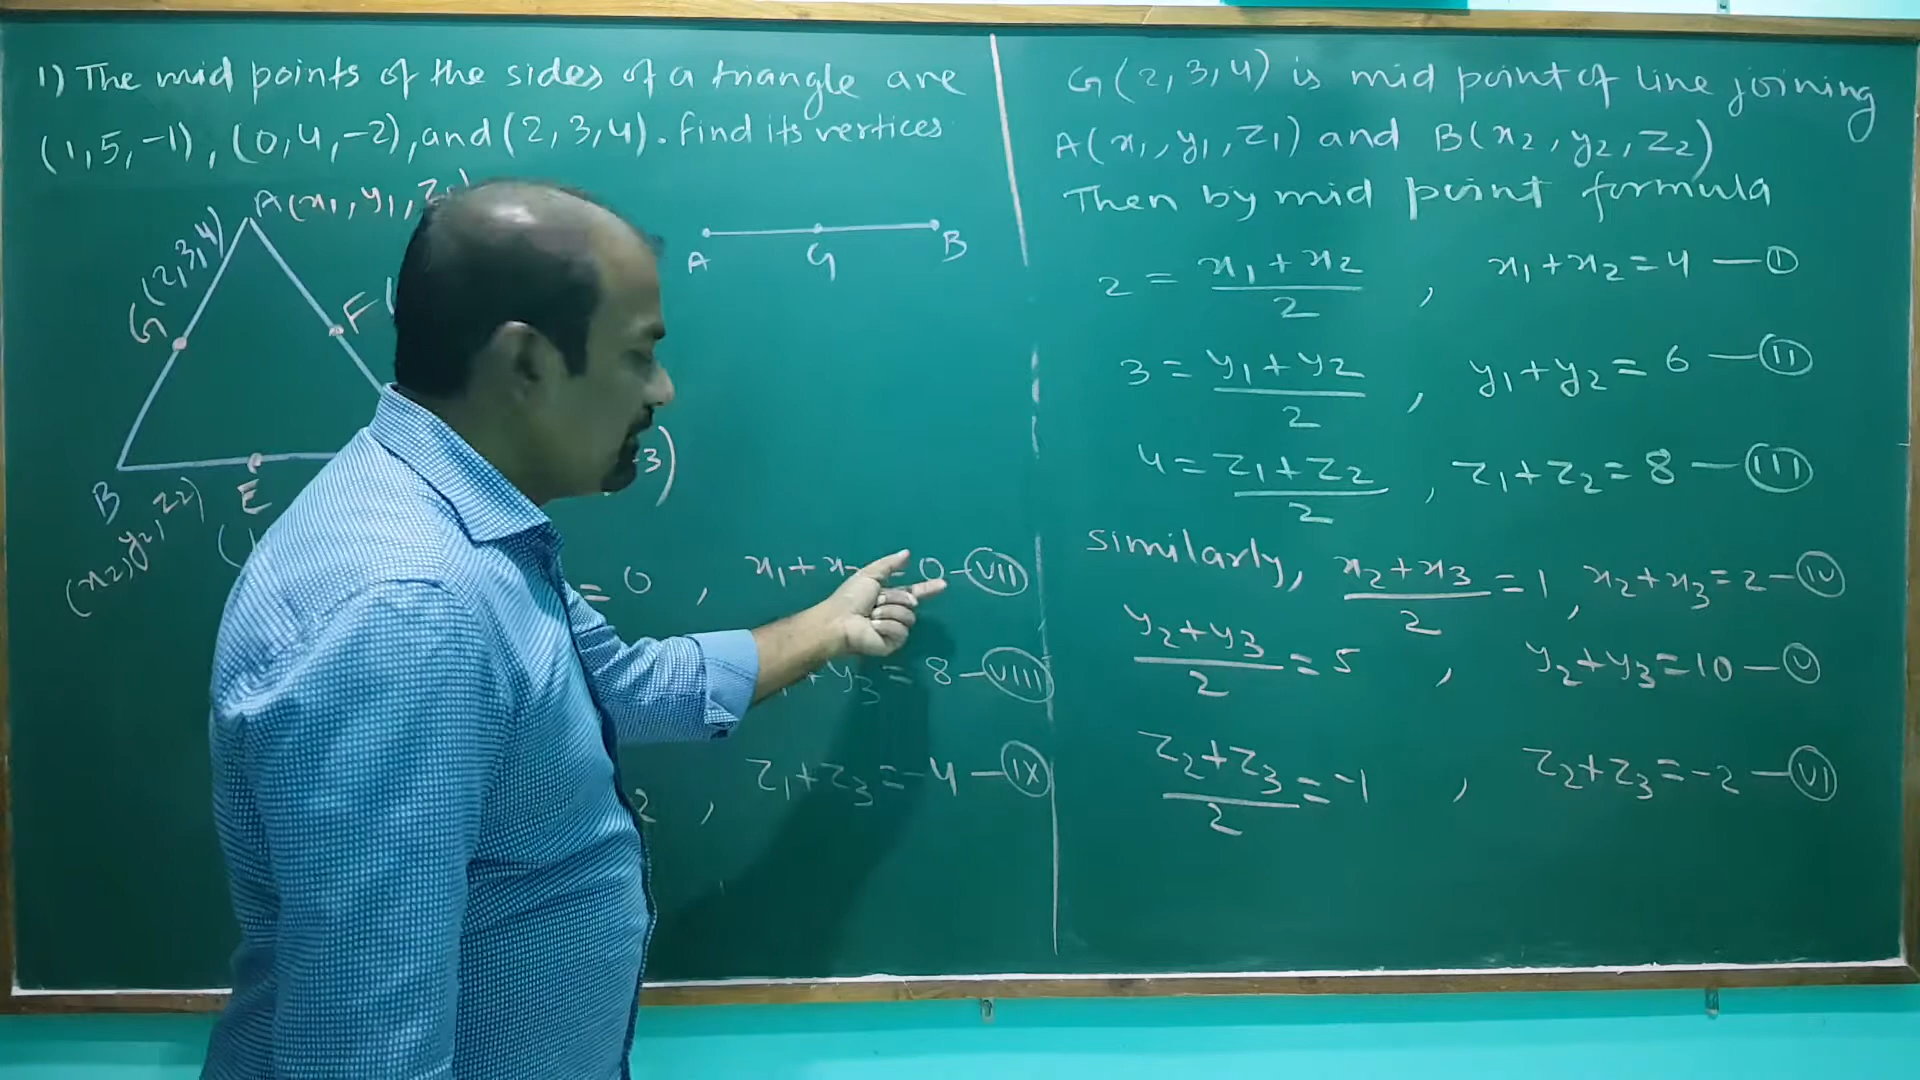 1) The mid points of the sides of a triangle are
(1,5,-1), (0,4,-2), and (2,3,4). Find its vertices
A(x1, y1, Z
G (2,3,4)
F (
B (x2, y2, z2)
E (
-3)
A G B
= 0 , x1+x = 0 - VII
+y3 = 8 - VIII
2 , z1+z3 = -4 - IX
G(2,3,4) is mid point of line joining
A(x1, y1, z1) and B(x2, y2, z2)
Then by mid point formula
2 = x1+x2/2 , x1+x2=4 - I
3 = y1+y2/2 , y1+y2 = 6 - II
4 = z1+z2/2 , z1+z2 = 8 - III
similarly, x2+x3/2 = 1 , x2+x3=2 - IV
y2+y3/2 = 5 , y2+y3=10 - V
z2+z3/2 = -1 , z2+z3=-2 - VI